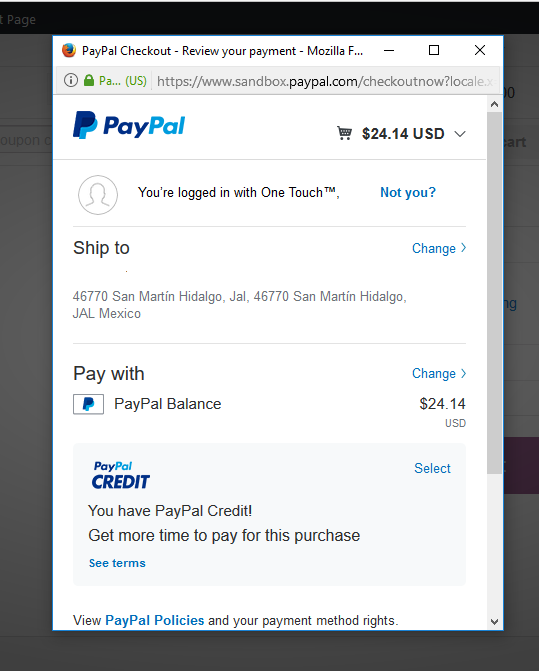 t Page
PayPal Checkout - Review your payment - Mozilla F...
Pa... (US) https://www.sandbox.paypal.com/checkoutnow?locale.x
00
PayPal
$24.14 USD
oupon c
cart
You're logged in with One Touch™, Not you?
Ship to
Change
46770 San Martín Hidalgo, Jal, 46770 San Martín Hidalgo,
JAL Mexico
ng
Pay with
Change
PayPal Balance
$24.14
USD
PayPal
CREDIT
Select
t
You have PayPal Credit!
Get more time to pay for this purchase
See terms
View PayPal Policies and your payment method rights.